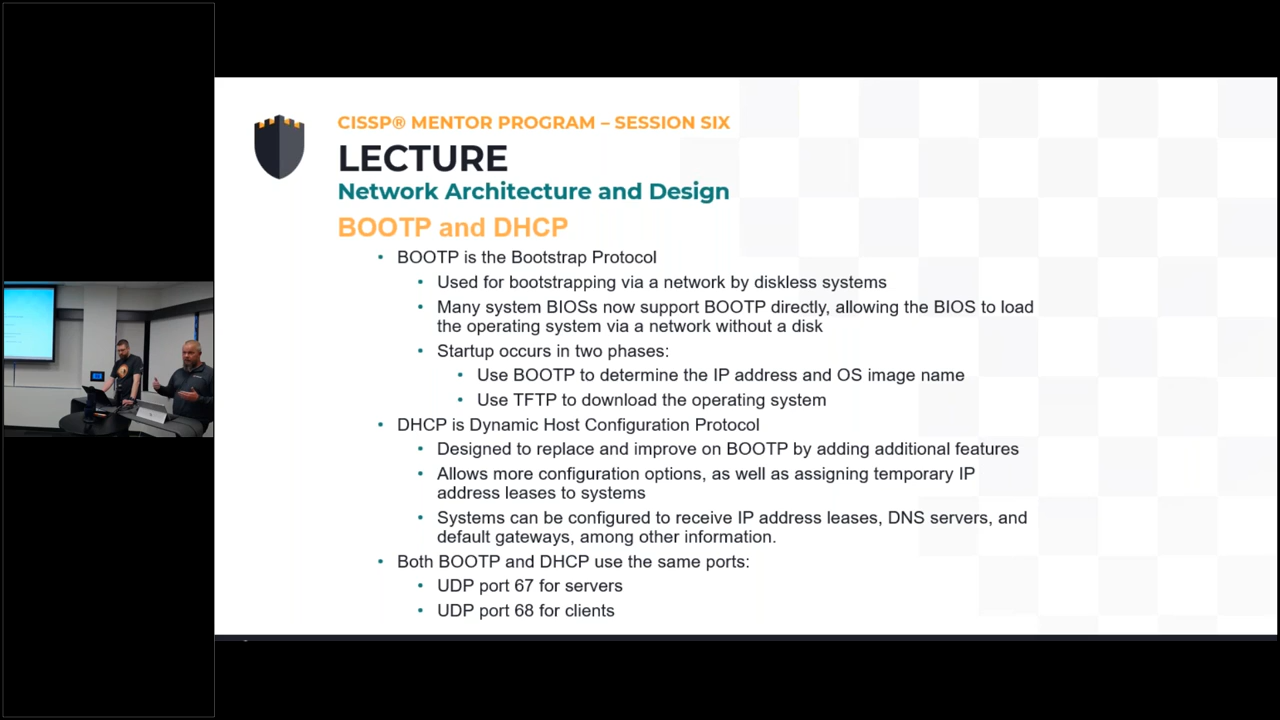 CISSP® MENTOR PROGRAM – SESSION SIX
LECTURE
Network Architecture and Design
BOOTP and DHCP
• BOOTP is the Bootstrap Protocol
• Used for bootstrapping via a network by diskless systems
• Many system BIOSs now support BOOTP directly, allowing the BIOS to load
the operating system via a network without a disk
• Startup occurs in two phases:
• Use BOOTP to determine the IP address and OS image name
• Use TFTP to download the operating system
• DHCP is Dynamic Host Configuration Protocol
• Designed to replace and improve on BOOTP by adding additional features
• Allows more configuration options, as well as assigning temporary IP
address leases to systems
• Systems can be configured to receive IP address leases, DNS servers, and
default gateways, among other information.
• Both BOOTP and DHCP use the same ports:
• UDP port 67 for servers
• UDP port 68 for clients